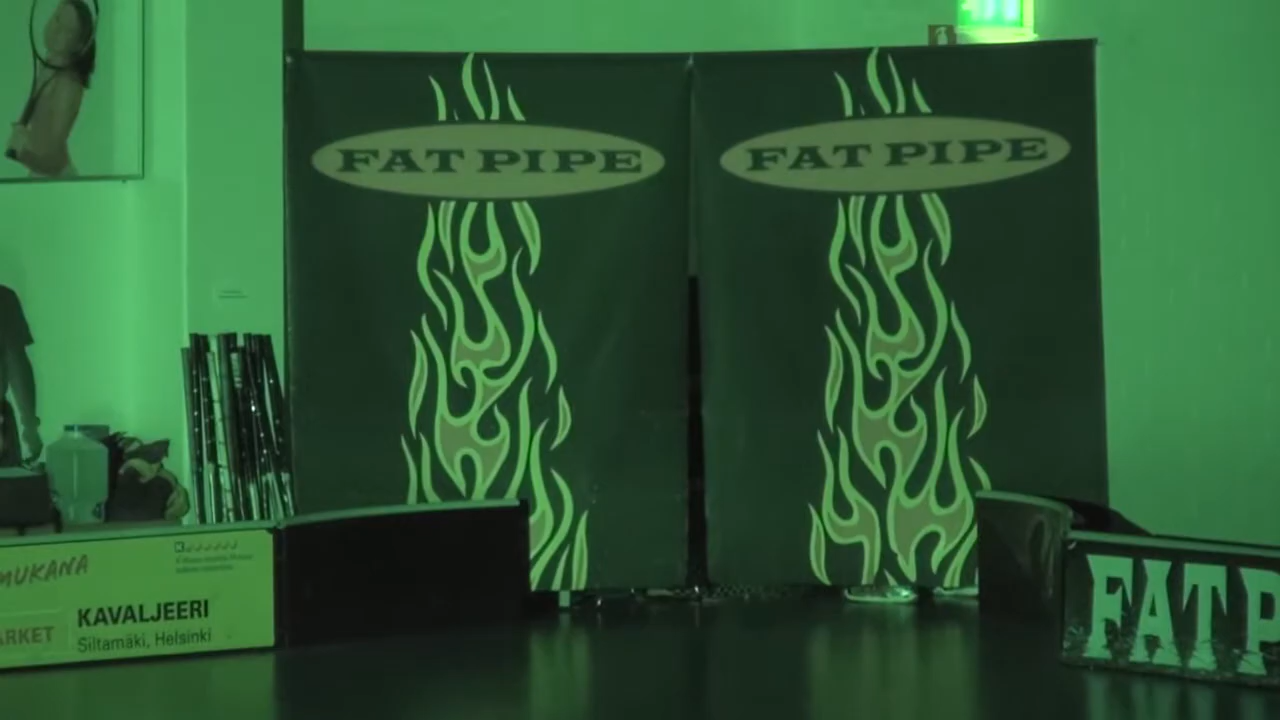 FAT PIPE
FAT PIPE
MUKANA
KAVALJEERI
ARKET
Siltamäki, Helsinki
FAT P